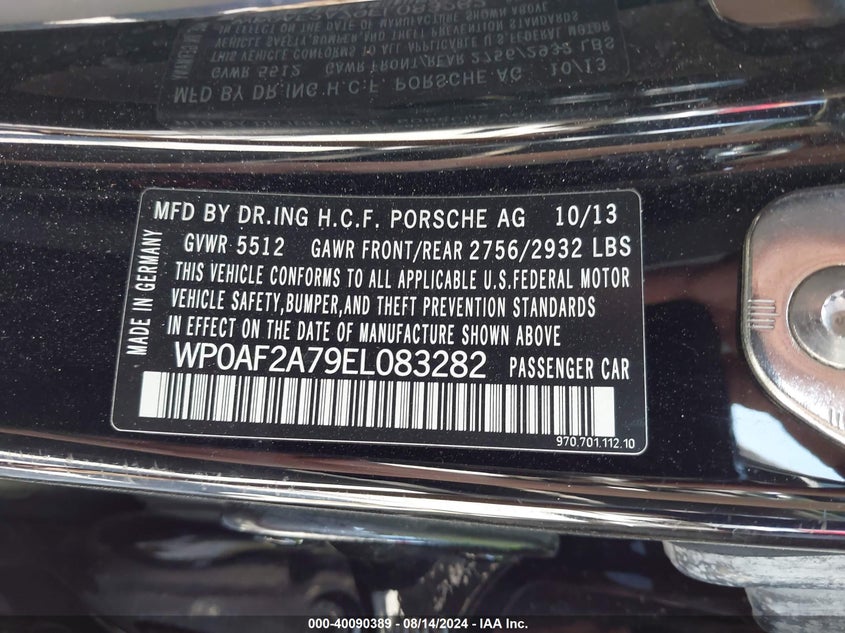 MFD BY DR.ING H.C.F. PORSCHE AG 10/13
GVWR 5512 GAWR FRONT/REAR 2756/2932 LBS
THIS VEHICLE CONFORMS TO ALL APPLICABLE U.S.FEDERAL MOTOR
VEHICLE SAFETY,BUMPER,AND THEFT PREVENTION STANDARDS
IN EFFECT ON THE DATE OF MANUFACTURE SHOWN ABOVE
WP0AF2A79EL083282 PASSENGER CAR
970.701.112.10
MADE IN GERMANY
000-40090389 - 08/14/2024 - IAA Inc.